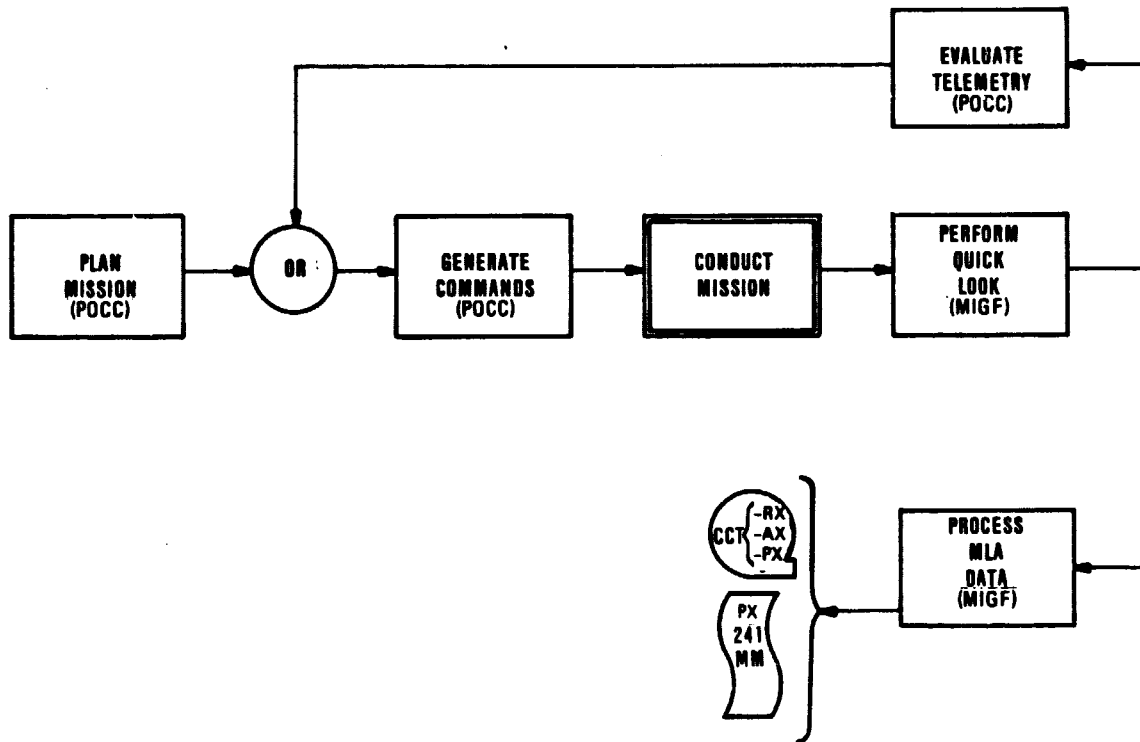 EVALUATE
TELEMETRY
(POCC)
PLAN
MISSION
(POCC)
OR
GENERATE
COMMANDS
(POCC)
CONDUCT
MISSION
PERFORM
QUICK
LOOK
(MIGF)
CCT
-RX
-AX
-PX
PX
241
MM
PROCESS
MLA
DATA
(MIGF)